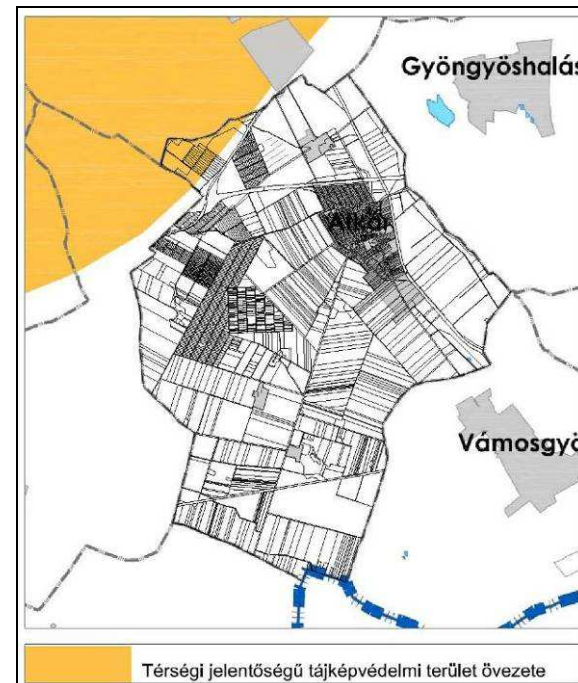 Gyöngyöshalás
Atkár
Vámosgyö
Térségi jelentőségű tájképvédelmi terület övezete